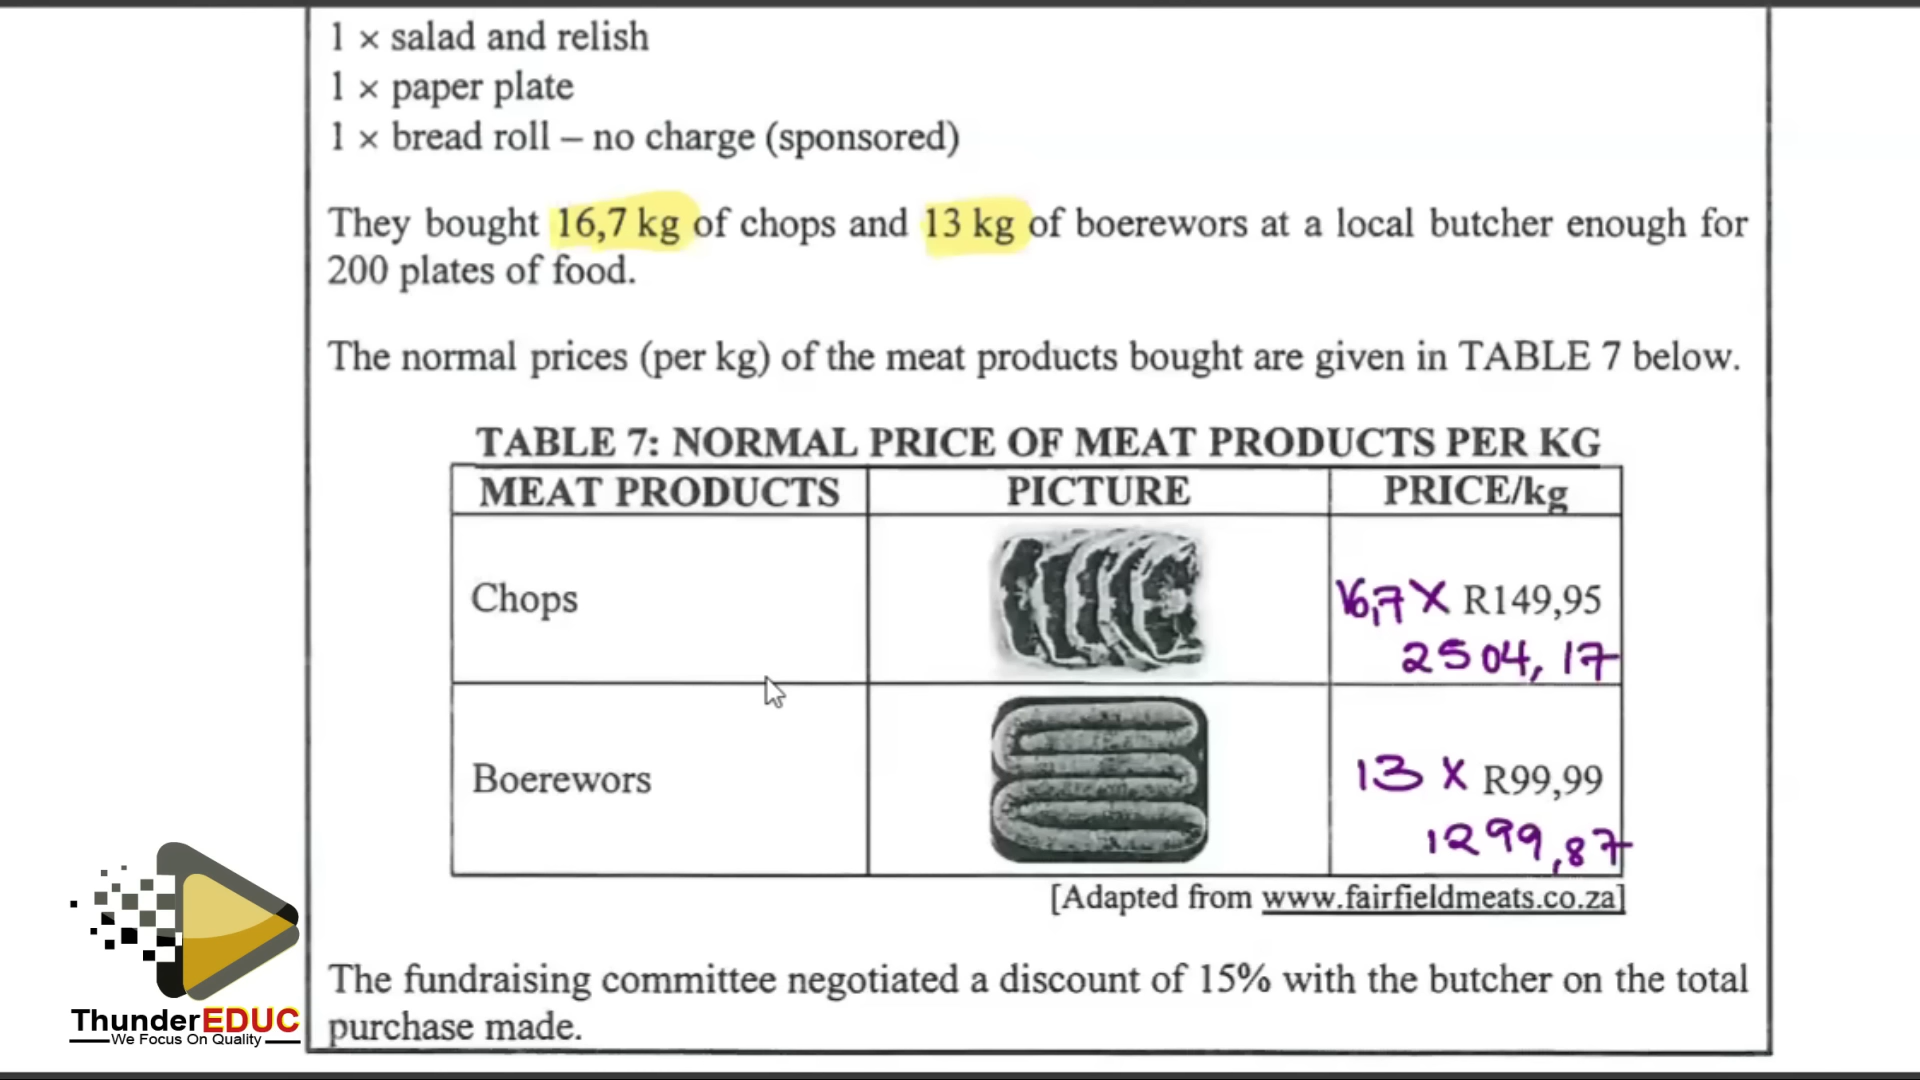 1 × salad and relish
1 × paper plate
1 × bread roll – no charge (sponsored)
They bought 16,7 kg of chops and 13 kg of boerewors at a local butcher enough for
200 plates of food.
The normal prices (per kg) of the meat products bought are given in TABLE 7 below.
TABLE 7: NORMAL PRICE OF MEAT PRODUCTS PER KG
MEAT PRODUCTS PICTURE PRICE/kg
Chops 16,7 X R149,95
2504,17
Boerewors 13 X R99,99
1299,87
[Adapted from www.fairfieldmeats.co.za]
The fundraising committee negotiated a discount of 15% with the butcher on the total
purchase made.
ThunderEDUC
We Focus On Quality